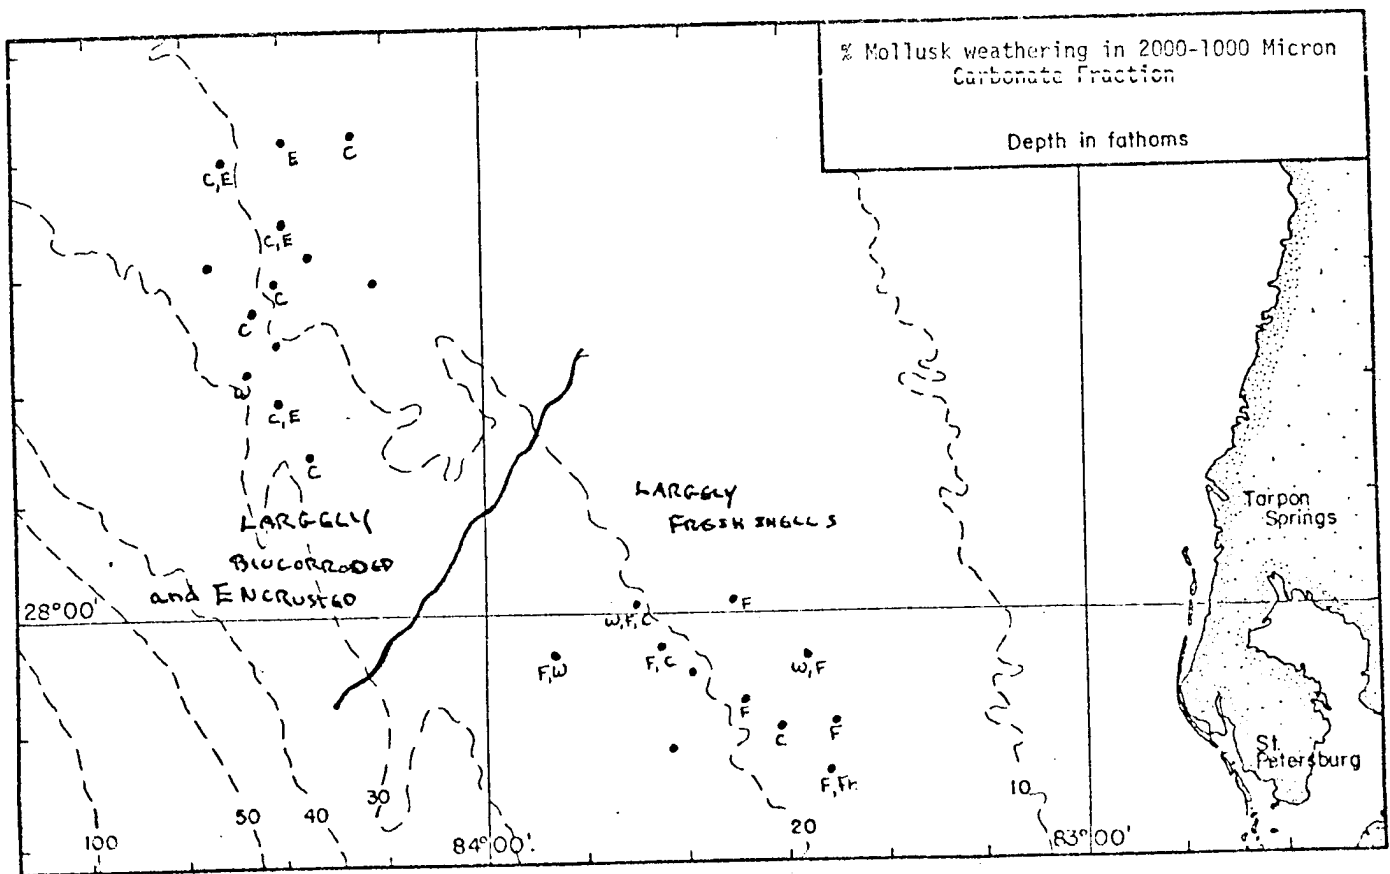 % Mollusk weathering in 2000-1000 Micron
Carbonate Fraction
Depth in fathoms
E
C
C,E
C,E
C
C
W
C,E
C
LARGELY
FRESH SHELLS
LARGELY
BIOCORRODED
and ENCRUSTED
Tarpon
Springs
28°00'
W,F,C
F
F,W
F,C
W,F
F
C
F
F,Fr
St.
Petersburg
100
50
40
30
84°00'
20
10
83°00'